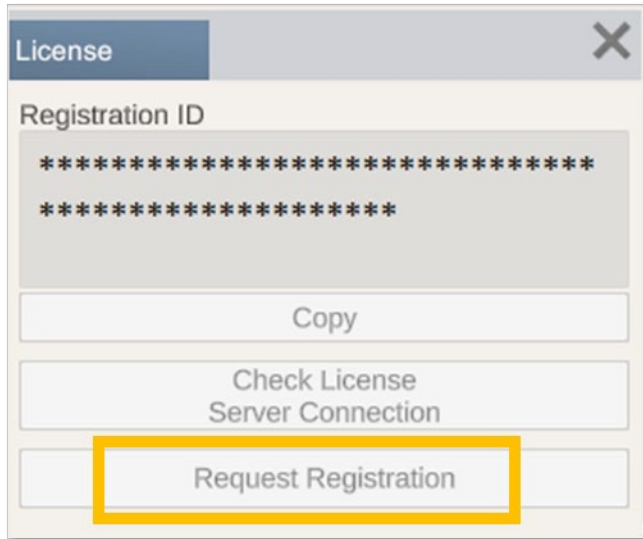 License
Registration ID
*******************************
********************
Copy
Check License
Server Connection
Request Registration